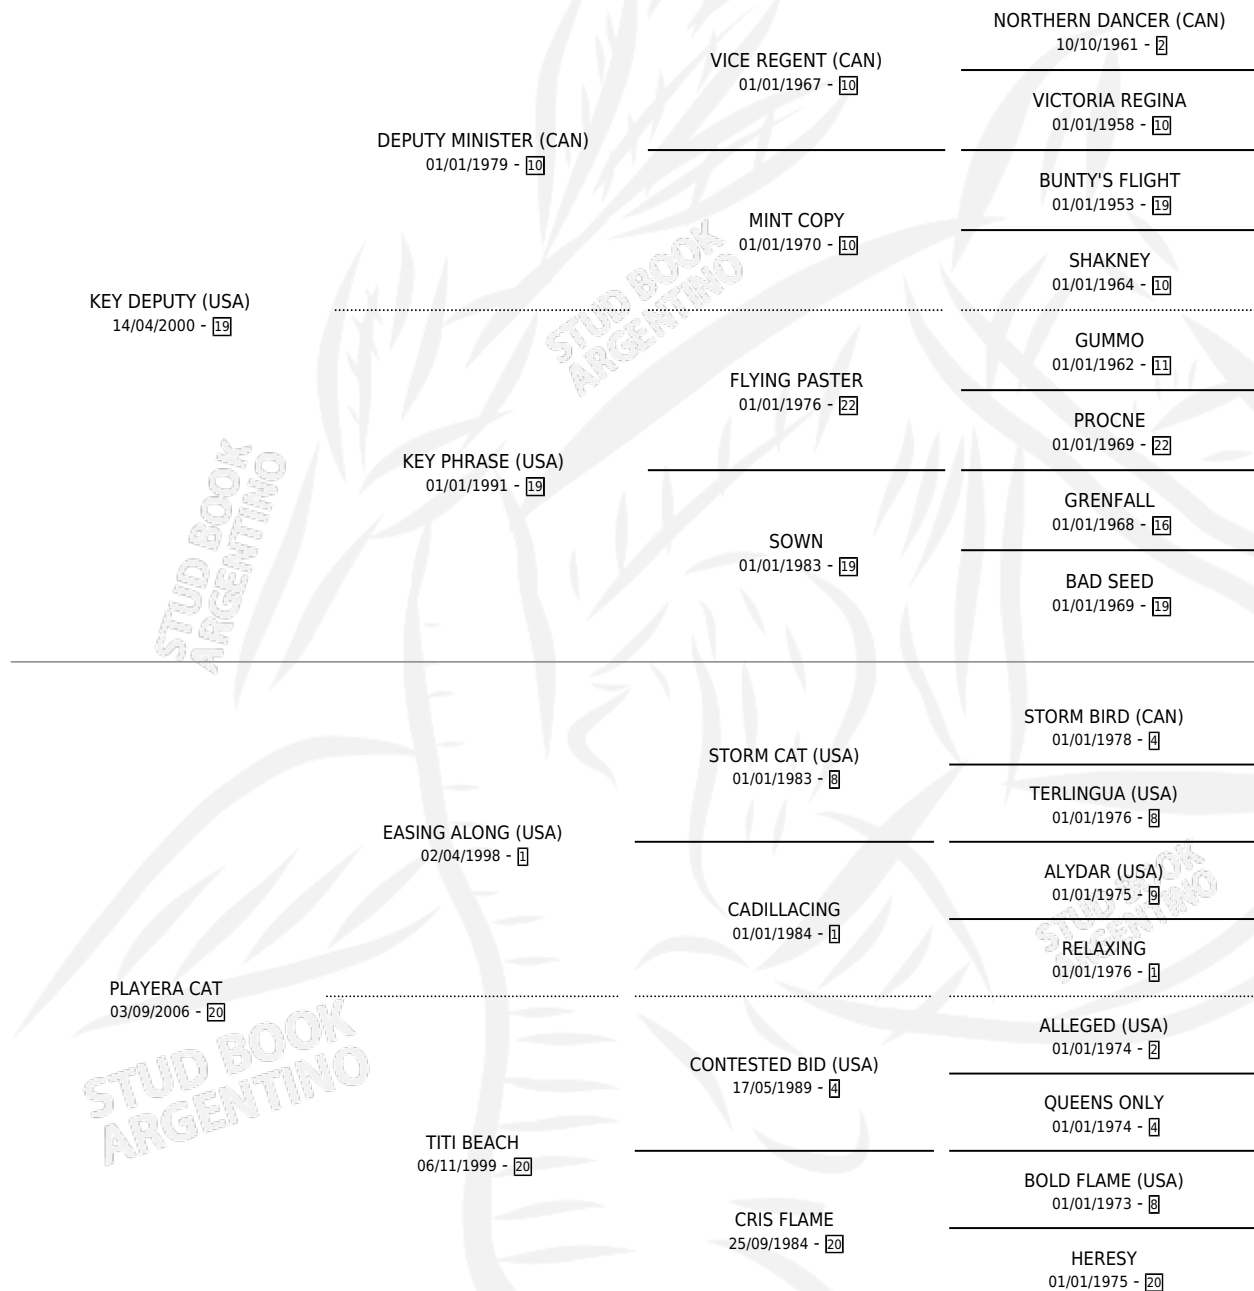 NORTHERN DANCER (CAN)
10/10/1961 - 2
VICE REGENT (CAN)
01/01/1967 - 10
VICTORIA REGINA
01/01/1958 - 10
DEPUTY MINISTER (CAN)
01/01/1979 - 10
BUNTY'S FLIGHT
01/01/1953 - 19
MINT COPY
01/01/1970 - 10
SHAKNEY
01/01/1964 - 10
KEY DEPUTY (USA)
14/04/2000 - 19
GUMMO
01/01/1962 - 11
FLYING PASTER
01/01/1976 - 22
PROCNE
01/01/1969 - 22
KEY PHRASE (USA)
01/01/1991 - 19
GRENFALL
01/01/1968 - 16
SOWN
01/01/1983 - 19
BAD SEED
01/01/1969 - 19
STORM BIRD (CAN)
01/01/1978 - 4
STORM CAT (USA)
01/01/1983 - 8
TERLINGUA (USA)
01/01/1976 - 8
EASING ALONG (USA)
02/04/1998 - 1
ALYDAR (USA)
01/01/1975 - 9
CADILLACING
01/01/1984 - 1
RELAXING
01/01/1976 - 1
PLAYERA CAT
03/09/2006 - 20
ALLEGED (USA)
01/01/1974 - 2
CONTESTED BID (USA)
17/05/1989 - 4
QUEENS ONLY
01/01/1974 - 4
TITI BEACH
06/11/1999 - 20
BOLD FLAME (USA)
01/01/1973 - 8
CRIS FLAME
25/09/1984 - 20
HERESY
01/01/1975 - 20
STUD BOOK
ARGENTINO
STUD BOOK
ARGENTINO
STUD BOOK
ARGENTINO
STUD BOOK
ARGENTINO